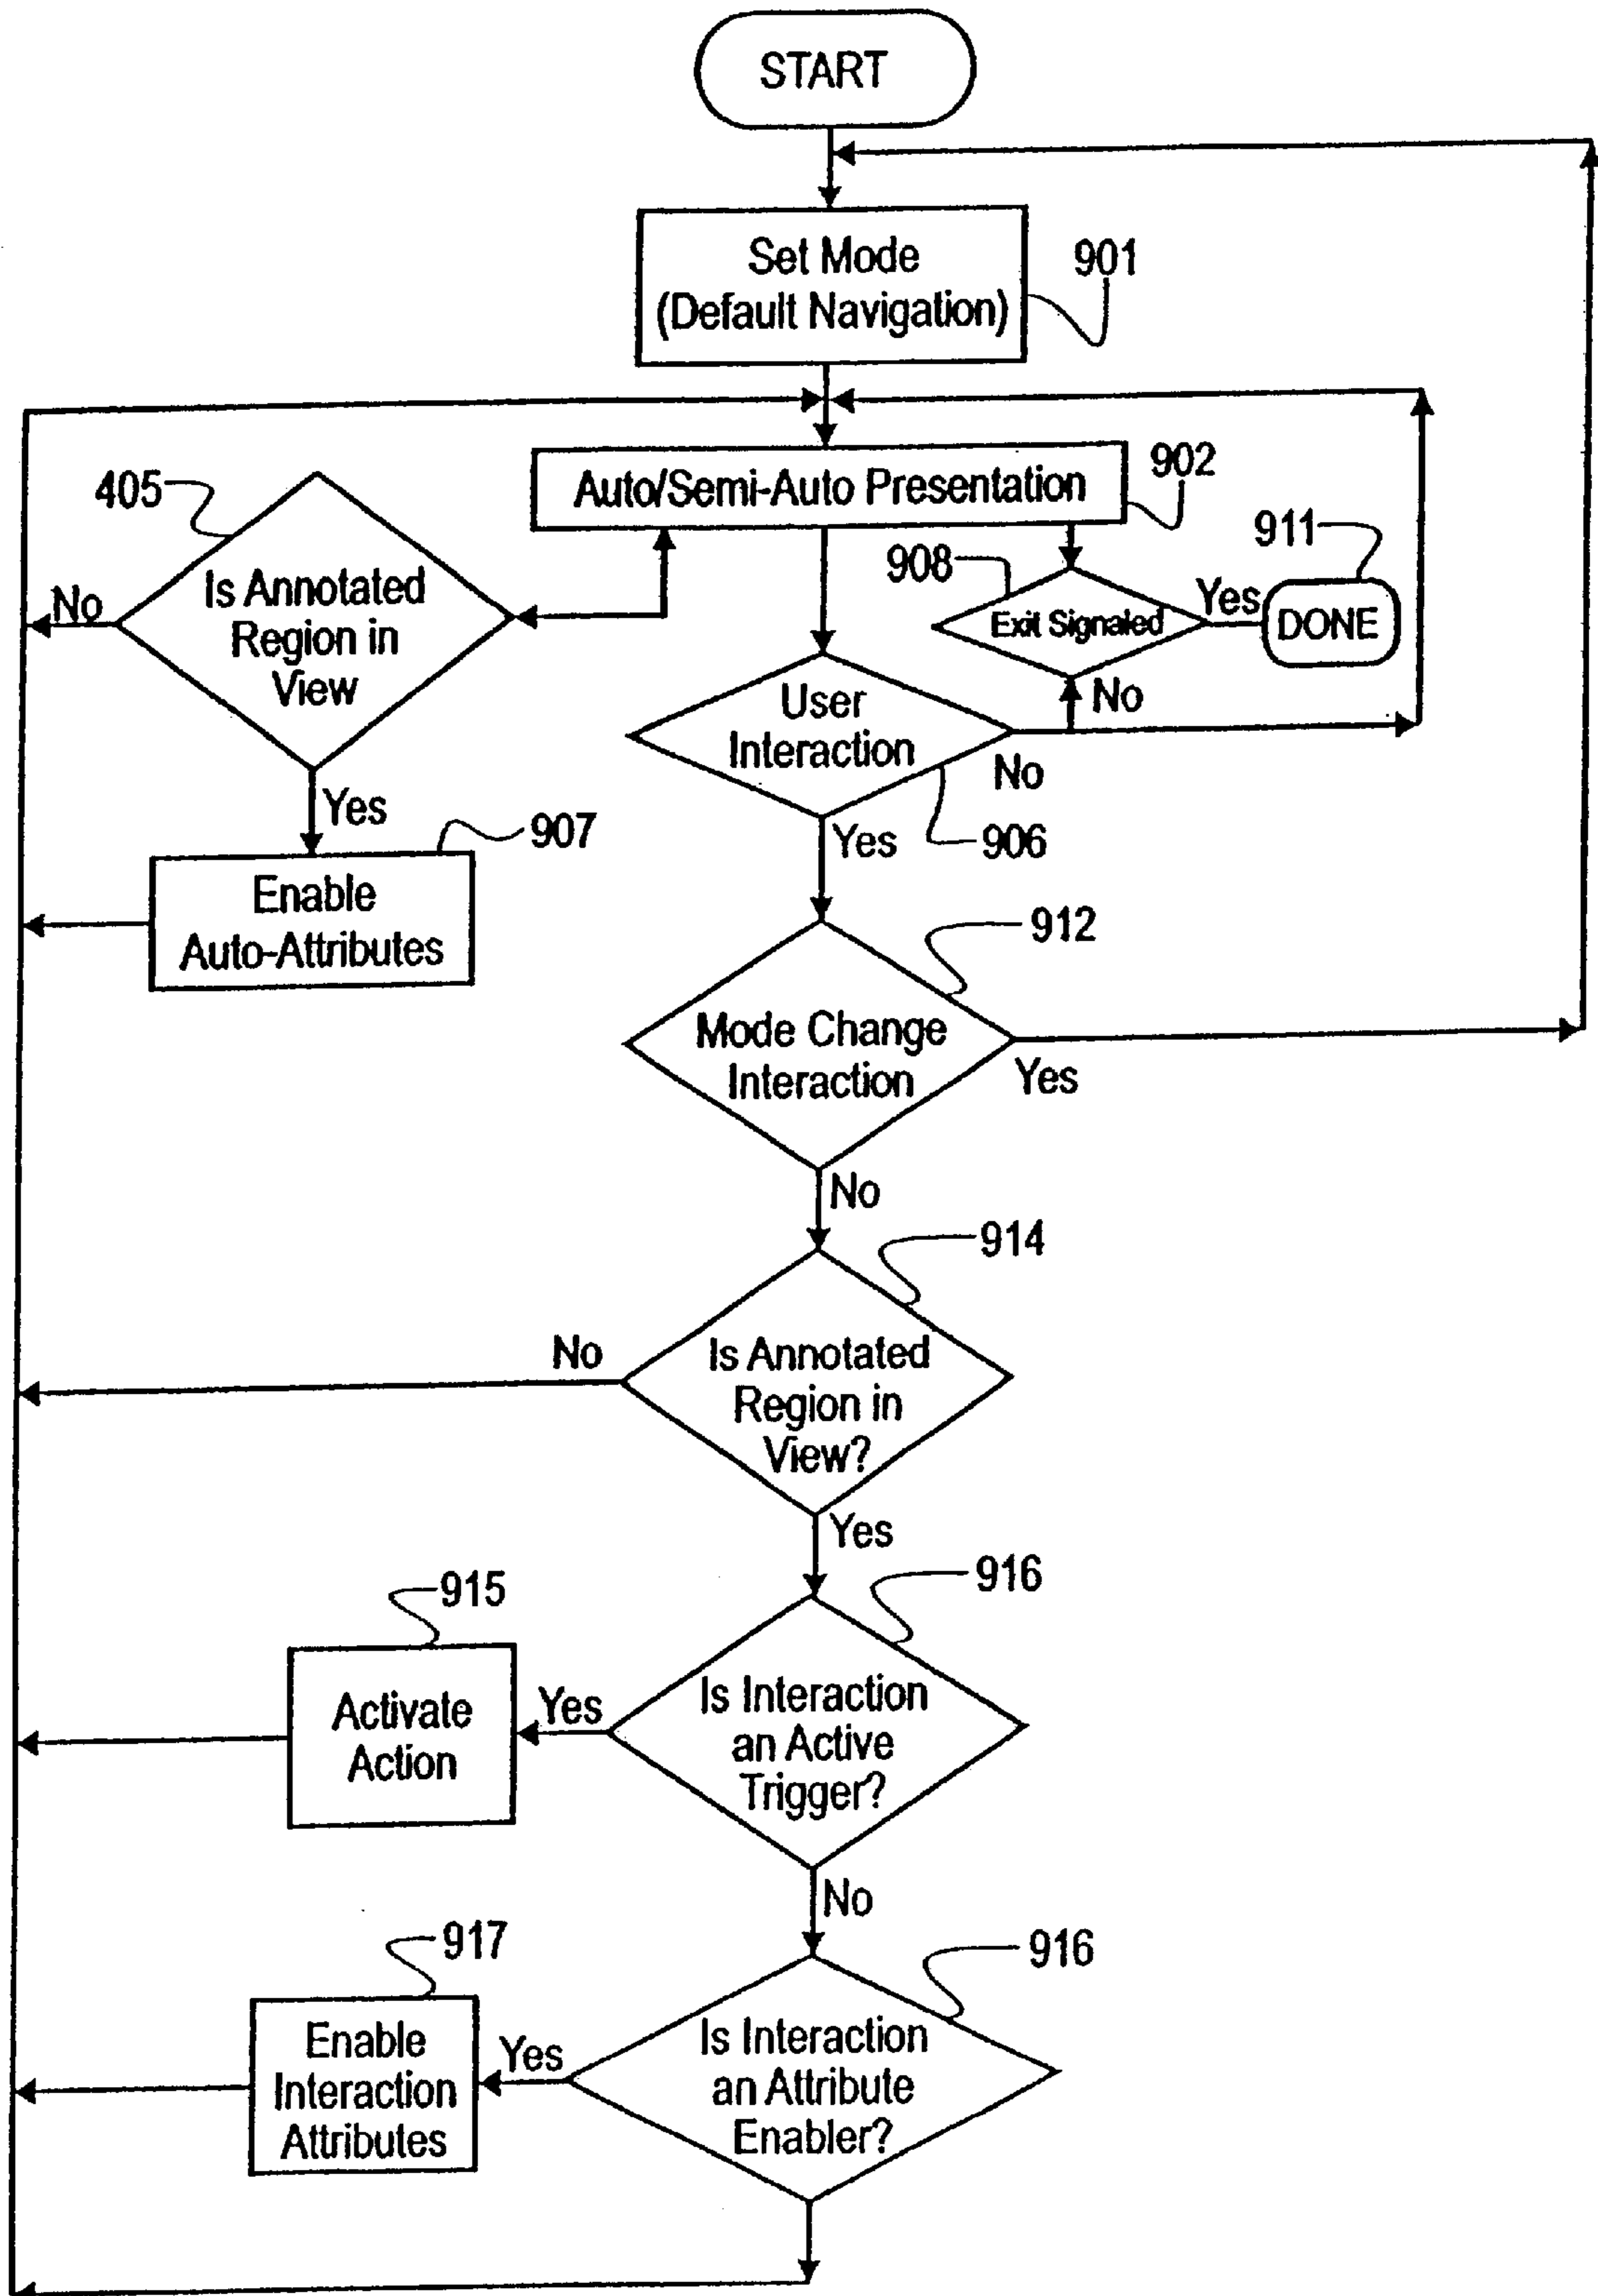 START
Set Mode
(Default Navigation)
901
Auto/Semi-Auto Presentation
902
405
Is Annotated
Region in
View
No
Yes
908
Exit Signaled
Yes
911
DONE
No
User
Interaction
No
906
Yes
907
Enable
Auto-Attributes
912
Mode Change
Interaction
Yes
No
914
Is Annotated
Region in
View?
No
Yes
916
Is Interaction
an Active
Trigger?
Yes
915
Activate
Action
No
916
Is Interaction
an Attribute
Enabler?
Yes
917
Enable
Interaction
Attributes